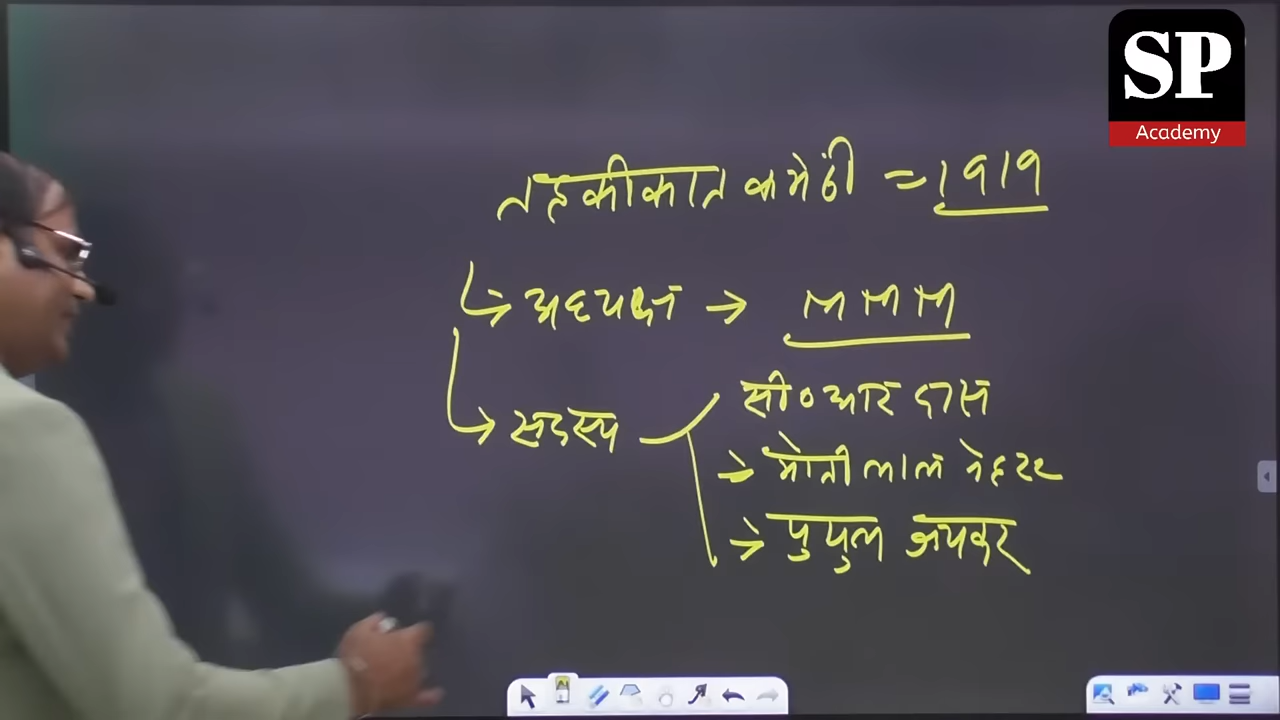 SP
Academy
तहकीकात कमेटी = 1919
अध्यक्ष → MMM
सी० आर दास
सदस्य
→ मोतीलाल नेहरू
→ पुपुल जयकर